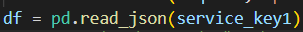 df = pd.read_json(service_key1)